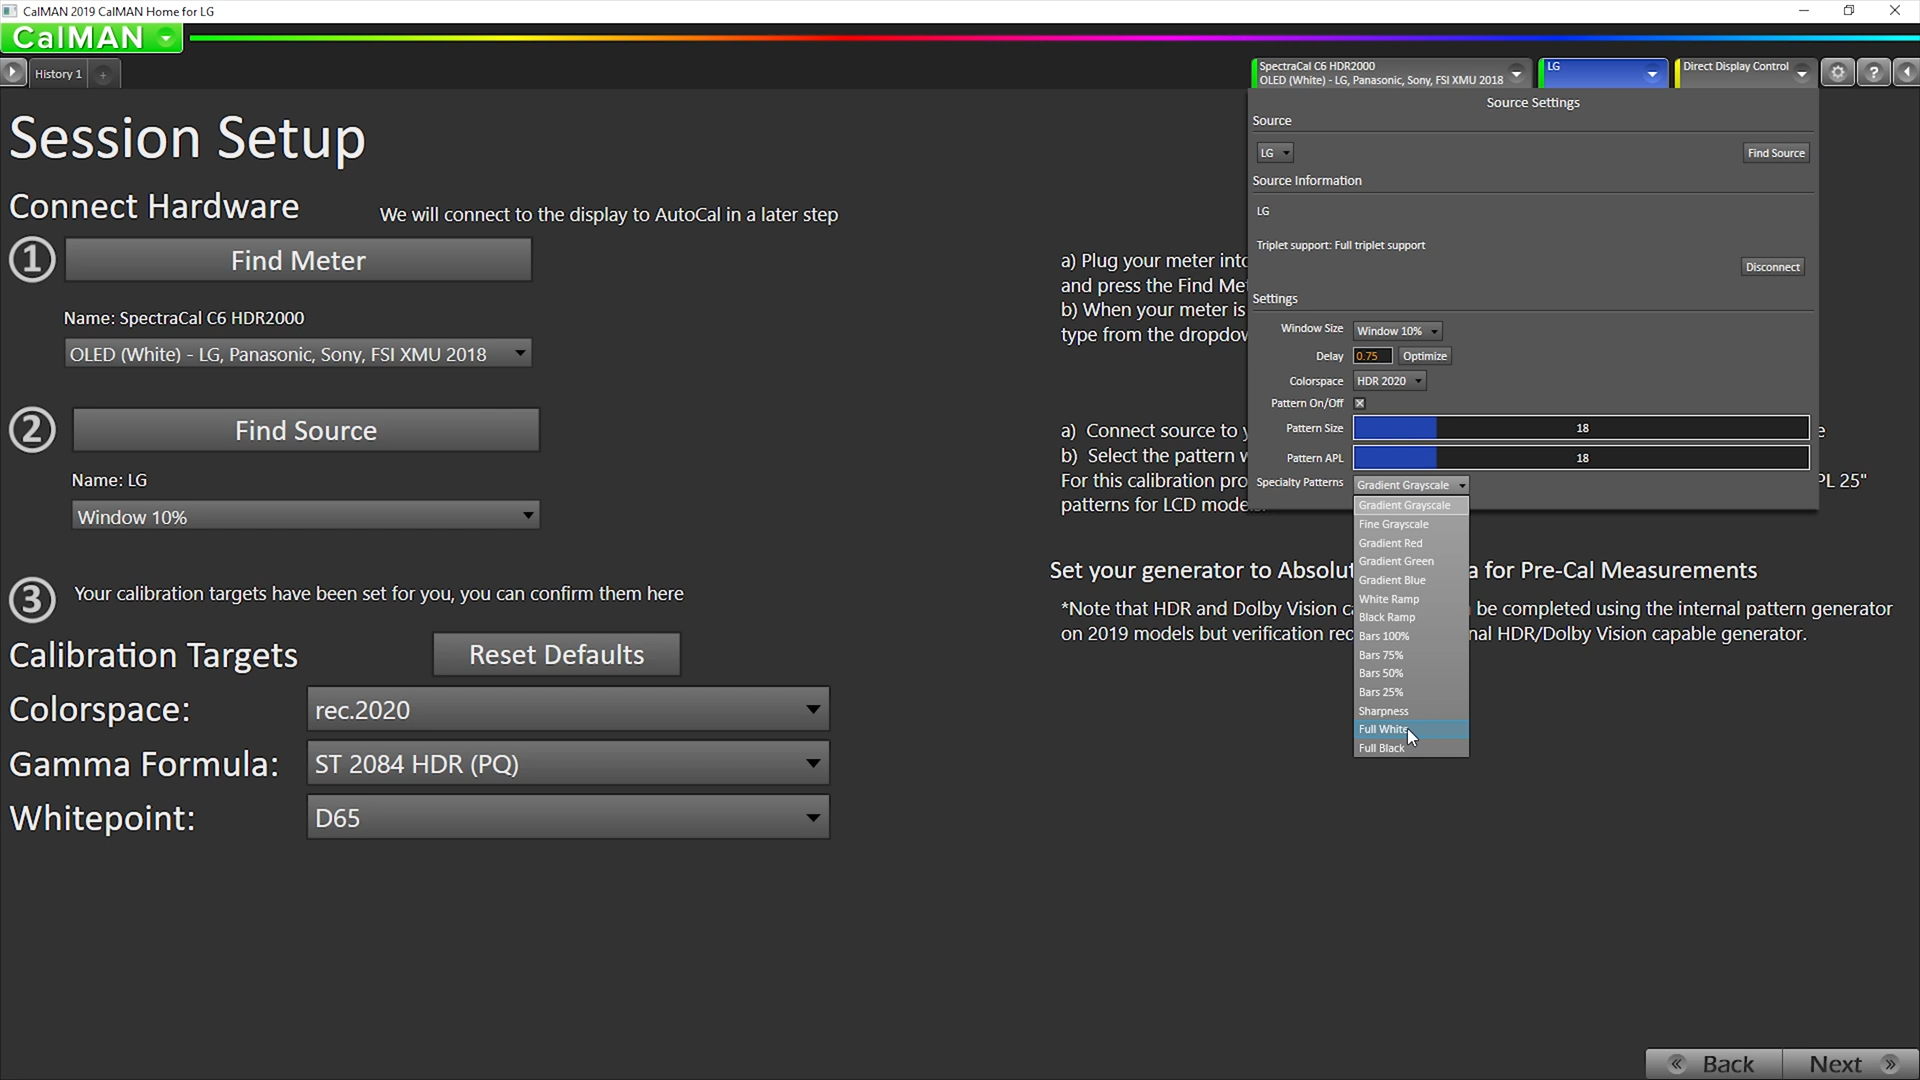 CalMAN 2019 CalMAN Home for LG
CalMAN
History 1
+
SpectraCal C6 HDR2000
OLED (White) - LG, Panasonic, Sony, FSI XMU 2018
LG
Direct Display Control
?
Session Setup
Connect Hardware
We will connect to the display to AutoCal in a later step
1
Find Meter
Name: SpectraCal C6 HDR2000
OLED (White) - LG, Panasonic, Sony, FSI XMU 2018
2
Find Source
Name: LG
Window 10%
3
Your calibration targets have been set for you, you can confirm them here
Calibration Targets
Reset Defaults
Colorspace:
rec.2020
Gamma Formula:
ST 2084 HDR (PQ)
Whitepoint:
D65
a) Plug your meter into
and press the Find Me
b) When your meter is
type from the dropdow
a) Connect source to y
b) Select the pattern w
For this calibration pro PL 25"
patterns for LCD mode
Set your generator to Absolut a for Pre-Cal Measurements
*Note that HDR and Dolby Vision ca be completed using the internal pattern generator
on 2019 models but verification req nal HDR/Dolby Vision capable generator.
Source Settings
Source
LG
Find Source
Source Information
LG
Triplet support: Full triplet support
Disconnect
Settings
Window Size
Window 10%
Delay
0.75
Optimize
Colorspace
HDR 2020
Pattern On/Off
Pattern Size
18
Pattern APL
18
Specialty Patterns
Gradient Grayscale
Gradient Grayscale
Fine Grayscale
Gradient Red
Gradient Green
Gradient Blue
White Ramp
Black Ramp
Bars 100%
Bars 75%
Bars 50%
Bars 25%
Sharpness
Full White
Full Black
Back
Next